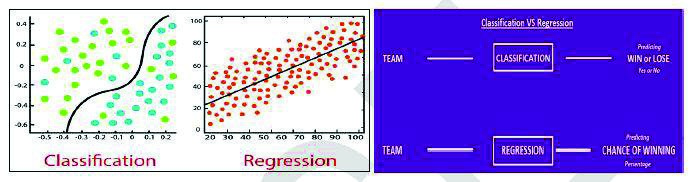 0.4
0.2
0
-0.2
-0.4
-0.6
-0.5 -0.4 -0.3 -0.2 -0.1 0 0.1 0.2
Classification
100
80
60
40
20
0
20 30 40 50 60 70 80 90 100
Regression
Classification VS Regression
TEAM
CLASSIFICATION
Predicting
WIN or LOSE
Yes or No
TEAM
REGRESSION
Predicting
CHANCE OF WINNING
Percentage